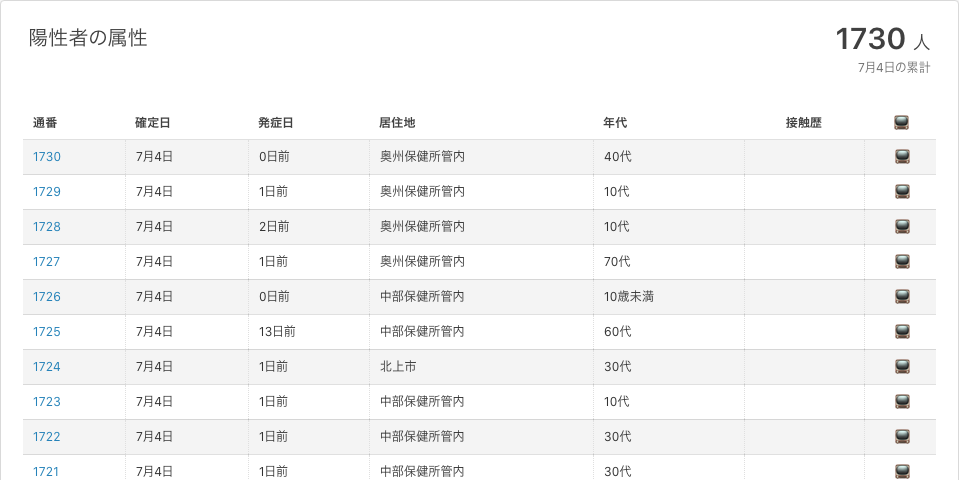 陽性者の属性
1730 人
7月4日の累計
通番 確定日 発症日 居住地 年代 接触歴
1730 7月4日 0日前 奥州保健所管内 40代
1729 7月4日 1日前 奥州保健所管内 10代
1728 7月4日 2日前 奥州保健所管内 10代
1727 7月4日 1日前 奥州保健所管内 70代
1726 7月4日 0日前 中部保健所管内 10歳未満
1725 7月4日 13日前 中部保健所管内 60代
1724 7月4日 1日前 北上市 30代
1723 7月4日 1日前 中部保健所管内 10代
1722 7月4日 1日前 中部保健所管内 30代
1721 7月4日 1日前 中部保健所管内 30代